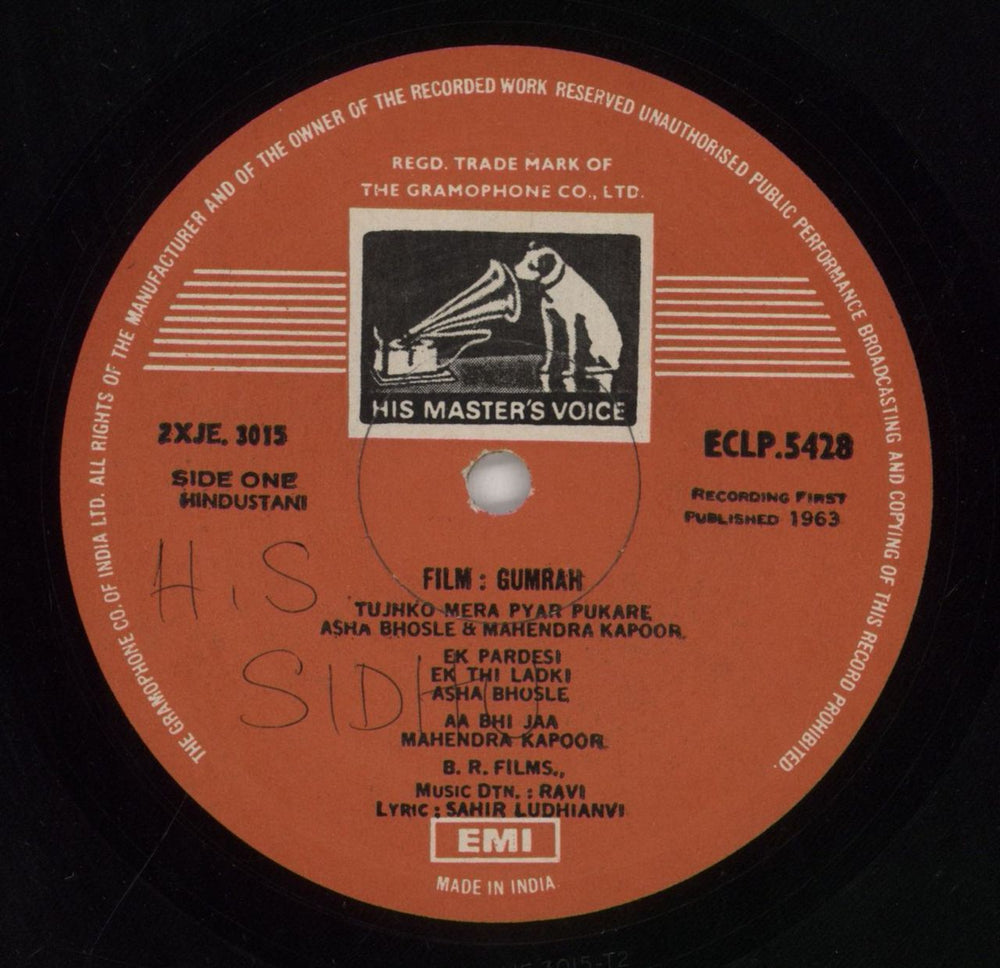 THE GRAMOPHONE CO. OF INDIA LTD. ALL RIGHTS OF THE MANUFACTURER AND OF THE OWNER OF THE RECORDED WORK RESERVED UNAUTHORISED PUBLIC PERFORMANCE BROADCASTING AND COPYING OF THIS RECORD PROHIBITED.
REGD. TRADE MARK OF
THE GRAMOPHONE CO., LTD.
HIS MASTER'S VOICE
2XJE. 3015
SIDE ONE
HINDUSTANI
ECLP.5428
RECORDING FIRST
PUBLISHED 1963
H.S
SIDHU
FILM : GUMRAH
TUJHKO MERA PYAR PUKARE
ASHA BHOSLE & MAHENDRA KAPOOR
EK PARDESI
EK THI LADKI
ASHA BHOSLE
AA BHI JAA
MAHENDRA KAPOOR
B. R. FILMS.,
MUSIC DTN. : RAVI
LYRIC : SAHIR LUDHIANVI
EMI
MADE IN INDIA
3015-T2